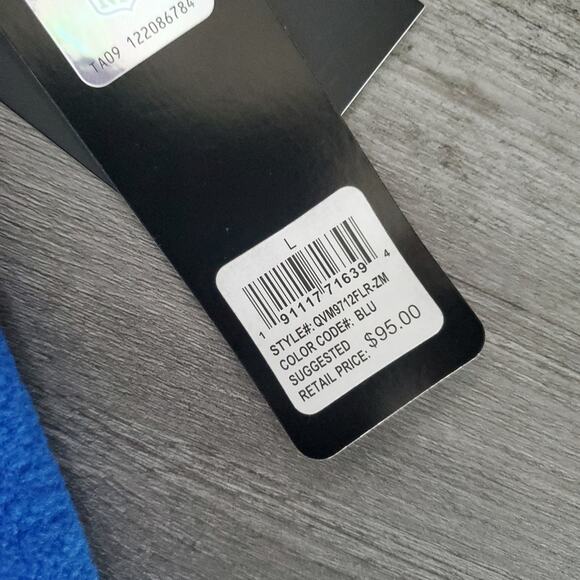 TA09 122086784
L
1 91117 71639 4
STYLE#: QVM9712FLR-ZM
COLOR CODE#: BLU
SUGGESTED
RETAIL PRICE: $95.00